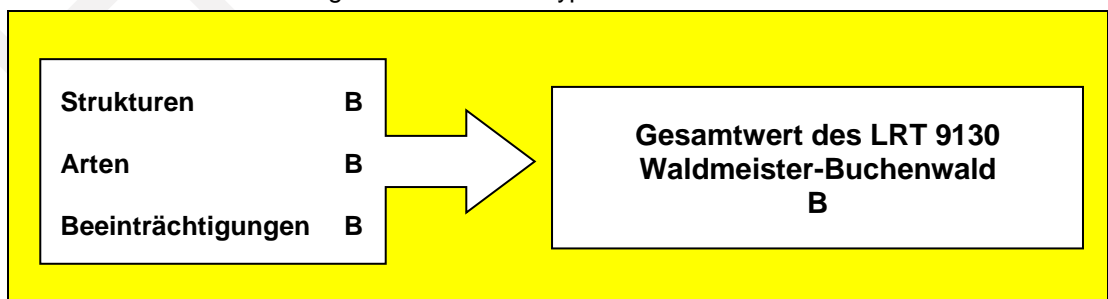 Strukturen B
Arten B
Beeinträchtigungen B
Gesamtwert des LRT 9130
Waldmeister-Buchenwald
B